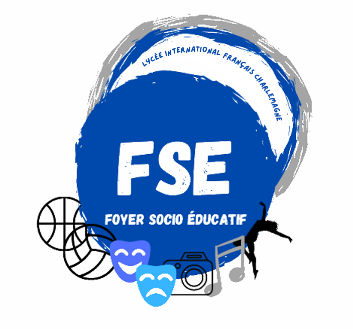 LYCÉE INTERNATIONAL FRANÇAIS CHARLEMAGNE
FSE
FOYER SOCIO ÉDUCATIF